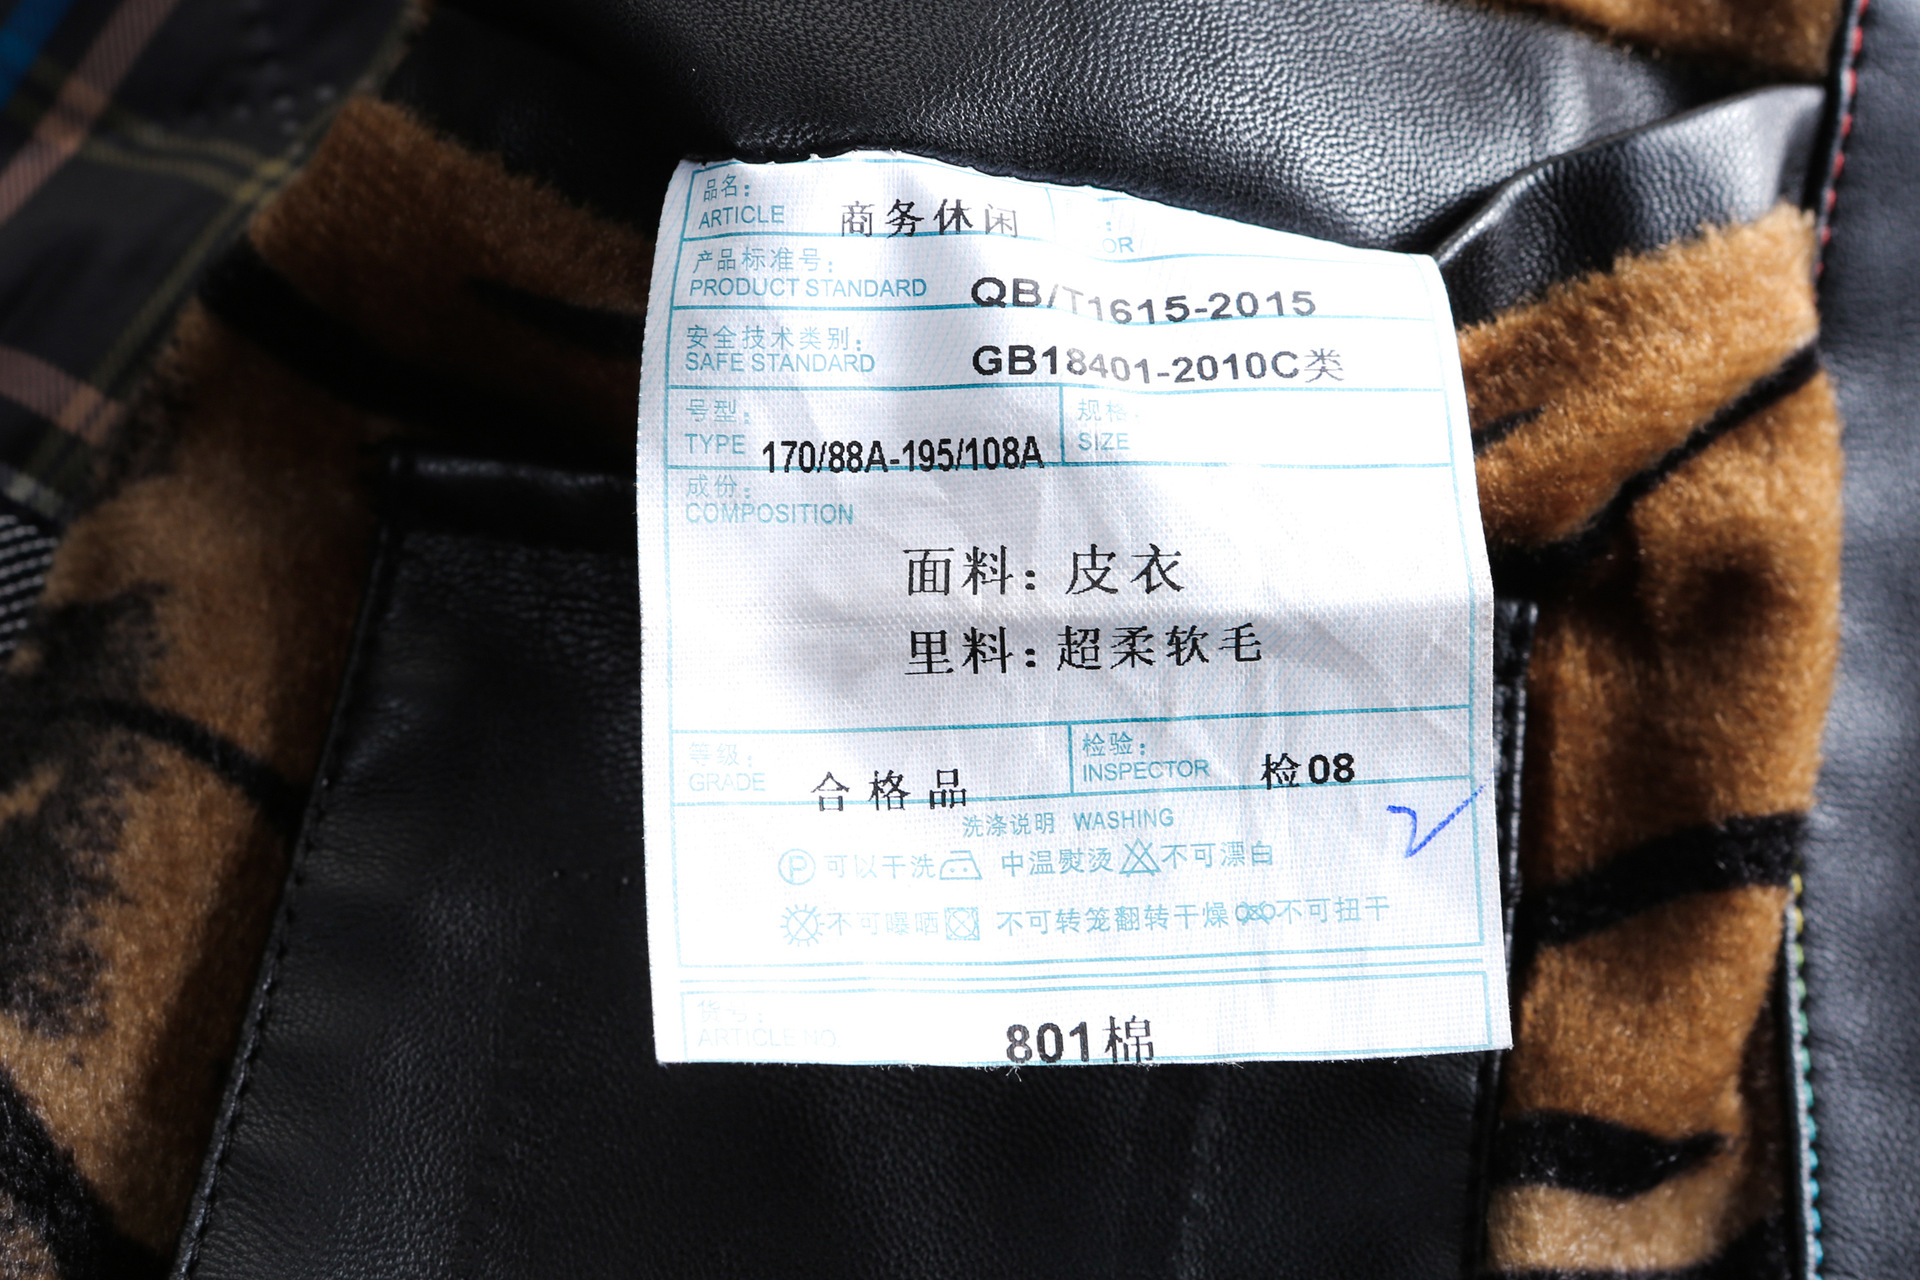 品名：
ARTICLE 商务休闲
OR
产品标准号：
PRODUCT STANDARD QB/T1615-2015
安全技术类别：
SAFE STANDARD GB18401-2010C类
号型： 规格：
TYPE 170/88A-195/108A SIZE
成份：
COMPOSITION
面料：皮衣
里料：超柔软毛
等级： 检验：
GRADE 合格品 INSPECTOR 检08
洗涤说明 WASHING
P 可以干洗 中温熨烫 不可漂白
不可曝晒 不可转笼翻转干燥 不可扭干
货号：
ARTICLE NO 801棉